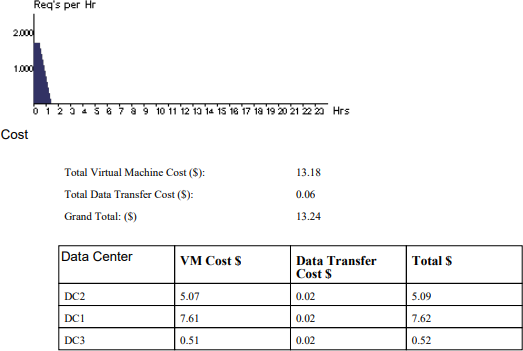 Req's per Hr
2.000
1.000
0 1 2 3 4 5 6 7 8 9 10 11 12 13 14 15 16 17 18 19 20 21 22 23 Hrs
Cost
Total Virtual Machine Cost ($): 13.18
Total Data Transfer Cost ($): 0.06
Grand Total: ($) 13.24
Data Center VM Cost $ Data Transfer Cost $ Total $
DC2 5.07 0.02 5.09
DC1 7.61 0.02 7.62
DC3 0.51 0.02 0.52